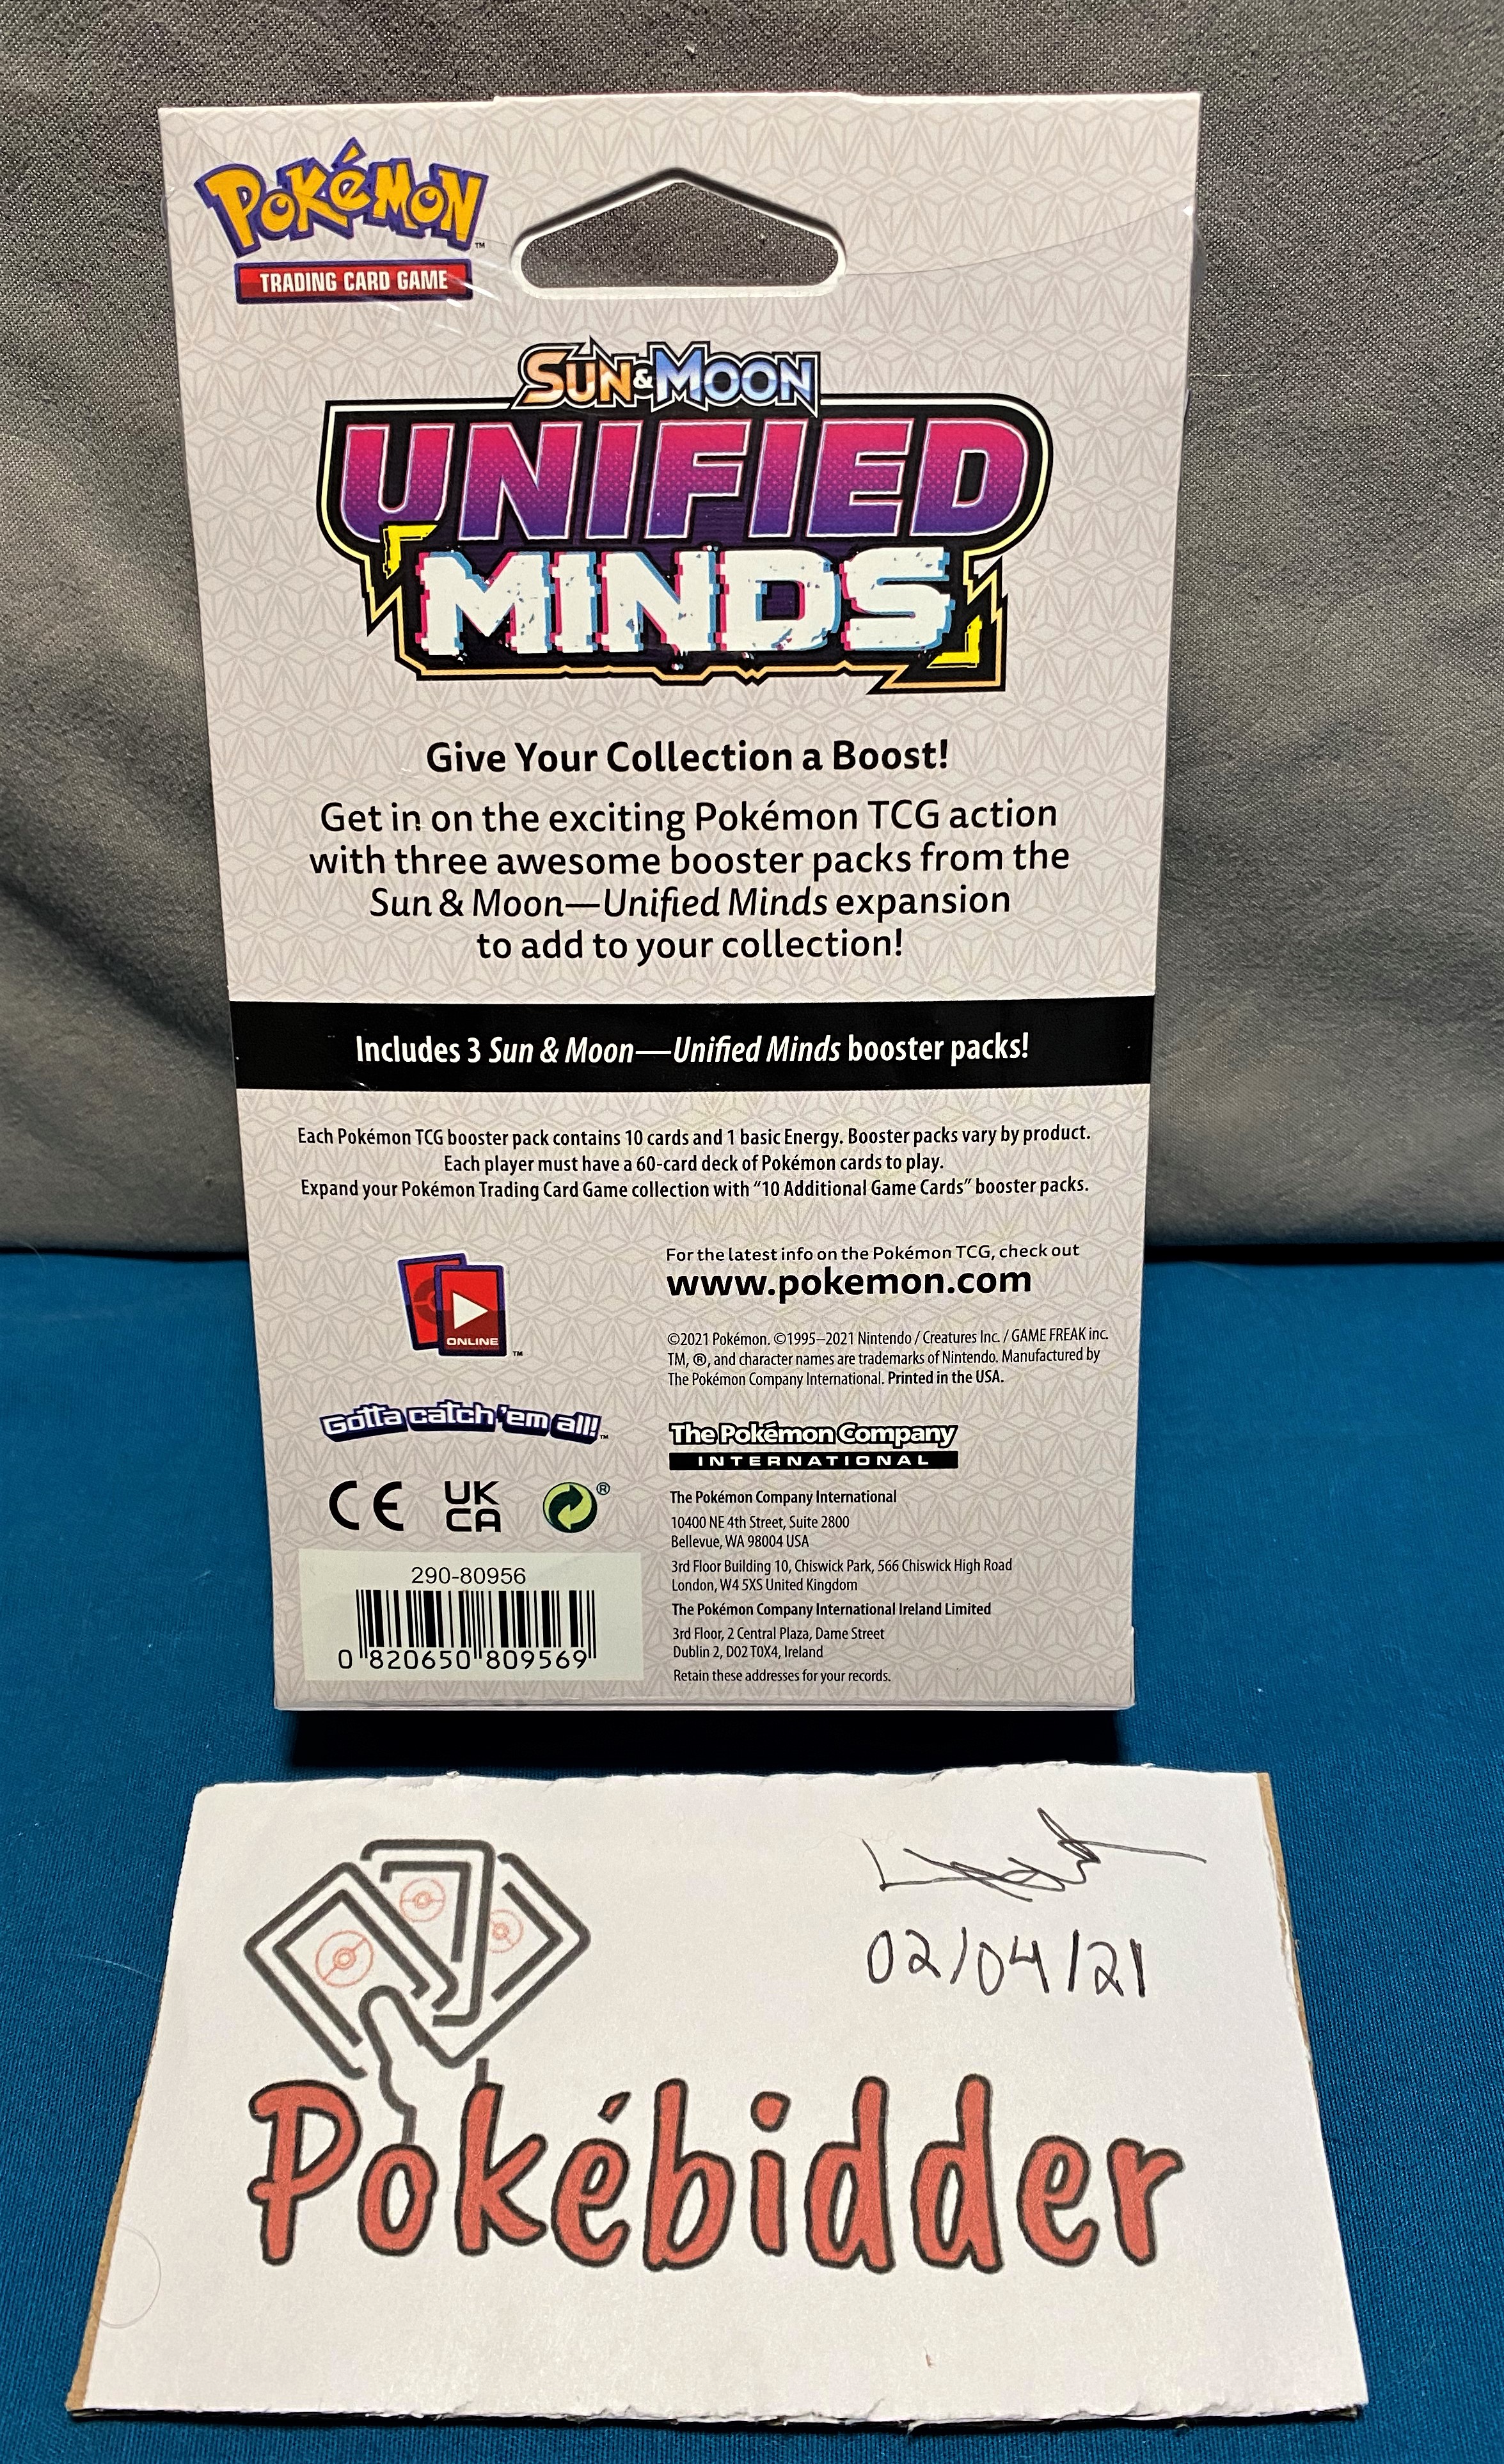 POKéMON™
TRADING CARD GAME
SUN & MOON
UNIFIED
MINDS
Give Your Collection a Boost!
Get in on the exciting Pokémon TCG action
with three awesome booster packs from the
Sun & Moon—Unified Minds expansion
to add to your collection!
Includes 3 Sun & Moon—Unified Minds booster packs!
Each Pokémon TCG booster pack contains 10 cards and 1 basic Energy. Booster packs vary by product.
Each player must have a 60-card deck of Pokémon cards to play.
Expand your Pokémon Trading Card Game collection with “10 Additional Game Cards” booster packs.
ONLINE™
Gotta catch 'em all!™
CE UK CA ®
290-80956
0 820650 809569
For the latest info on the Pokémon TCG, check out
www.pokemon.com
©2021 Pokémon. ©1995–2021 Nintendo / Creatures Inc. / GAME FREAK inc.
TM, ®, and character names are trademarks of Nintendo. Manufactured by
The Pokémon Company International. Printed in the USA.
The Pokémon Company
INTERNATIONAL
The Pokémon Company International
10400 NE 4th Street, Suite 2800
Bellevue, WA 98004 USA
3rd Floor Building 10, Chiswick Park, 566 Chiswick High Road
London, W4 5XS United Kingdom
The Pokémon Company International Ireland Limited
3rd Floor, 2 Central Plaza, Dame Street
Dublin 2, D02 T0X4, Ireland
Retain these addresses for your records.
02/04/21
Pokébidder